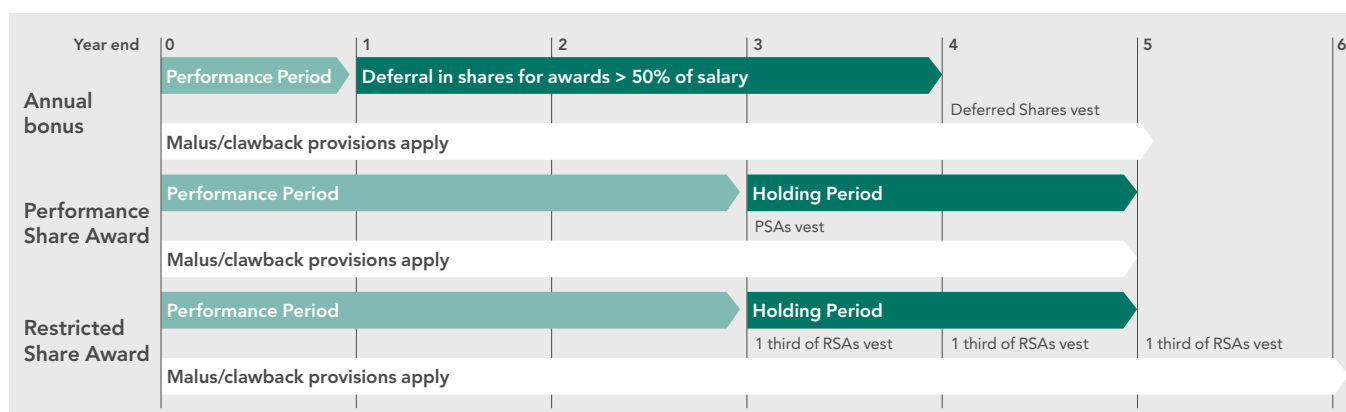 Year end 0 1 2 3 4 5 6
Performance Period Deferral in shares for awards > 50% of salary
Annual
bonus
Deferred Shares vest
Malus/clawback provisions apply
Performance Period Holding Period
Performance
Share Award
PSAs vest
Malus/clawback provisions apply
Performance Period Holding Period
Restricted
Share Award
1 third of RSAs vest 1 third of RSAs vest 1 third of RSAs vest
Malus/clawback provisions apply